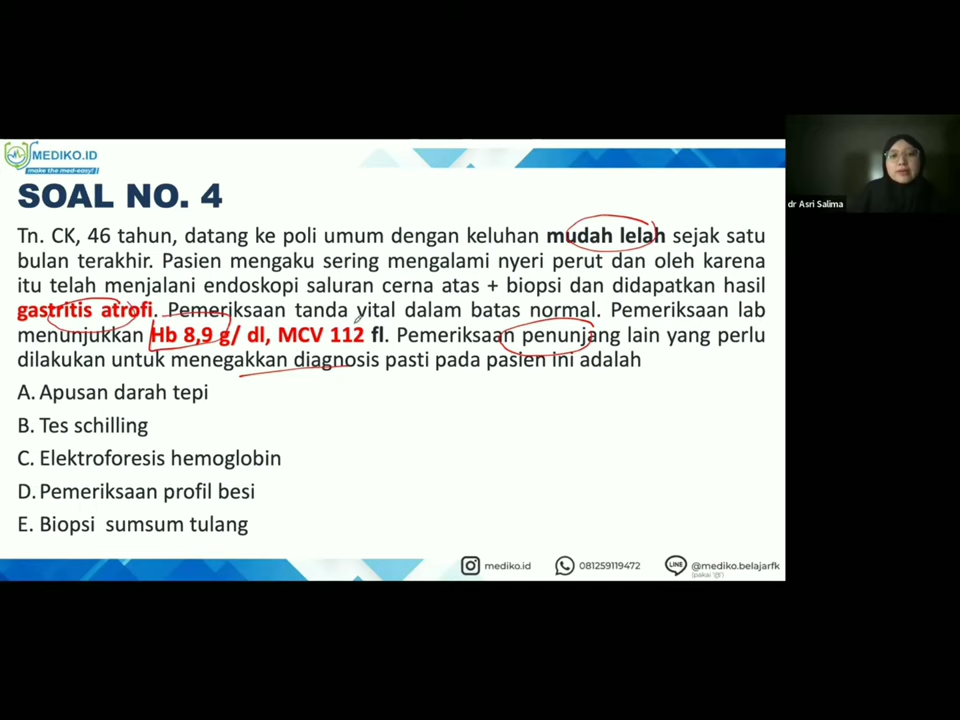 MEDIKO.ID
make the med-easy!
SOAL NO. 4
Tn. CK, 46 tahun, datang ke poli umum dengan keluhan mudah lelah sejak satu
bulan terakhir. Pasien mengaku sering mengalami nyeri perut dan oleh karena
itu telah menjalani endoskopi saluran cerna atas + biopsi dan didapatkan hasil
gastritis atrofi. Pemeriksaan tanda vital dalam batas normal. Pemeriksaan lab
menunjukkan Hb 8,9 g/ dl, MCV 112 fl. Pemeriksaan penunjang lain yang perlu
dilakukan untuk menegakkan diagnosis pasti pada pasien ini adalah
A. Apusan darah tepi
B. Tes schilling
C. Elektroforesis hemoglobin
D. Pemeriksaan profil besi
E. Biopsi sumsum tulang
mediko.id
081259119472
LINE
@mediko.belajarfk
(pakai '@')
dr Asri Salima